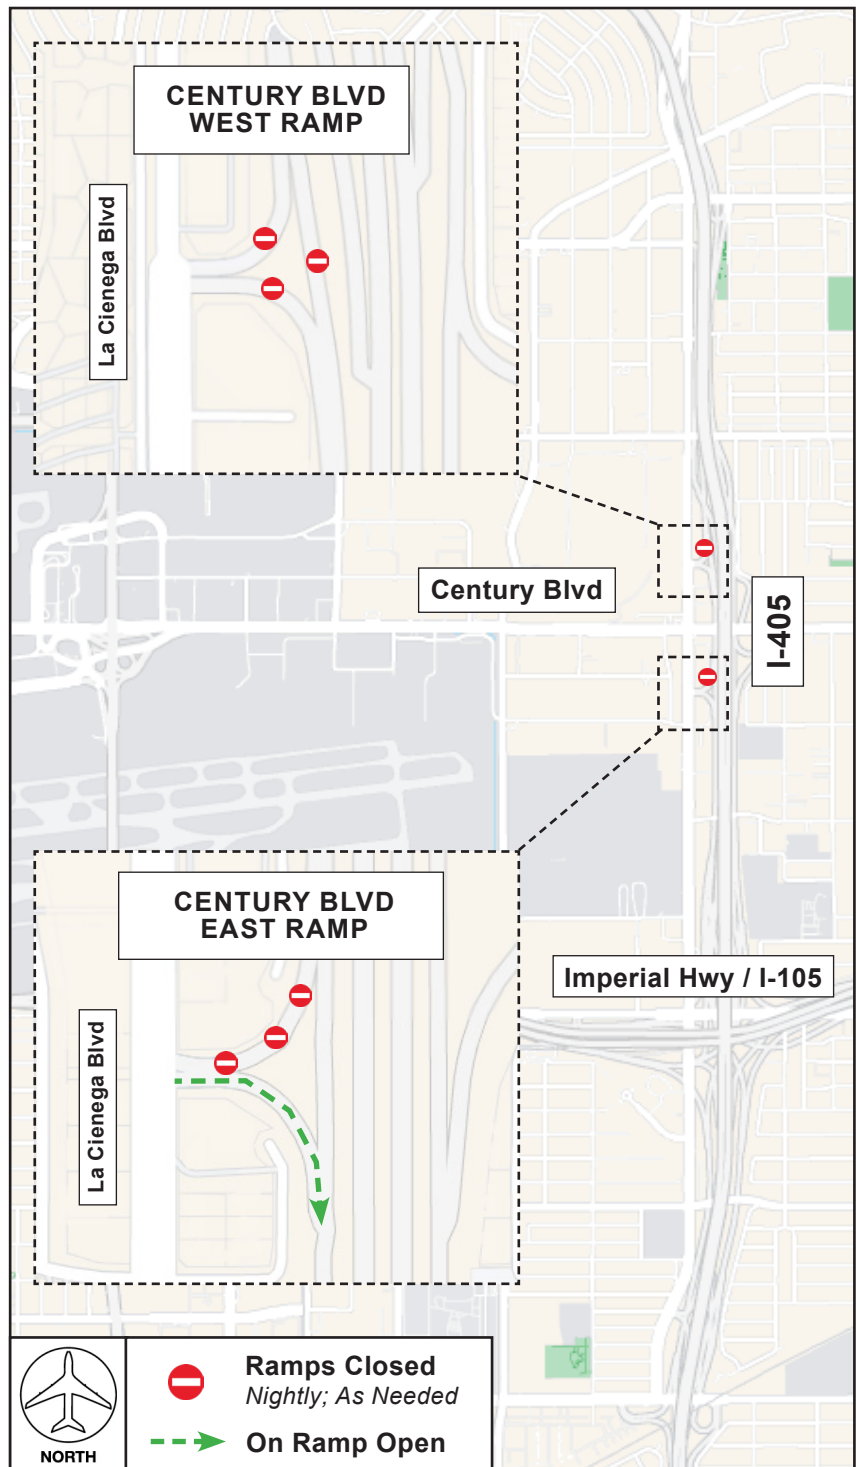 CENTURY BLVD
WEST RAMP
La Cienega Blvd
Century Blvd
I-405
CENTURY BLVD
EAST RAMP
Imperial Hwy / I-105
La Cienega Blvd
NORTH
Ramps Closed
Nightly; As Needed
On Ramp Open